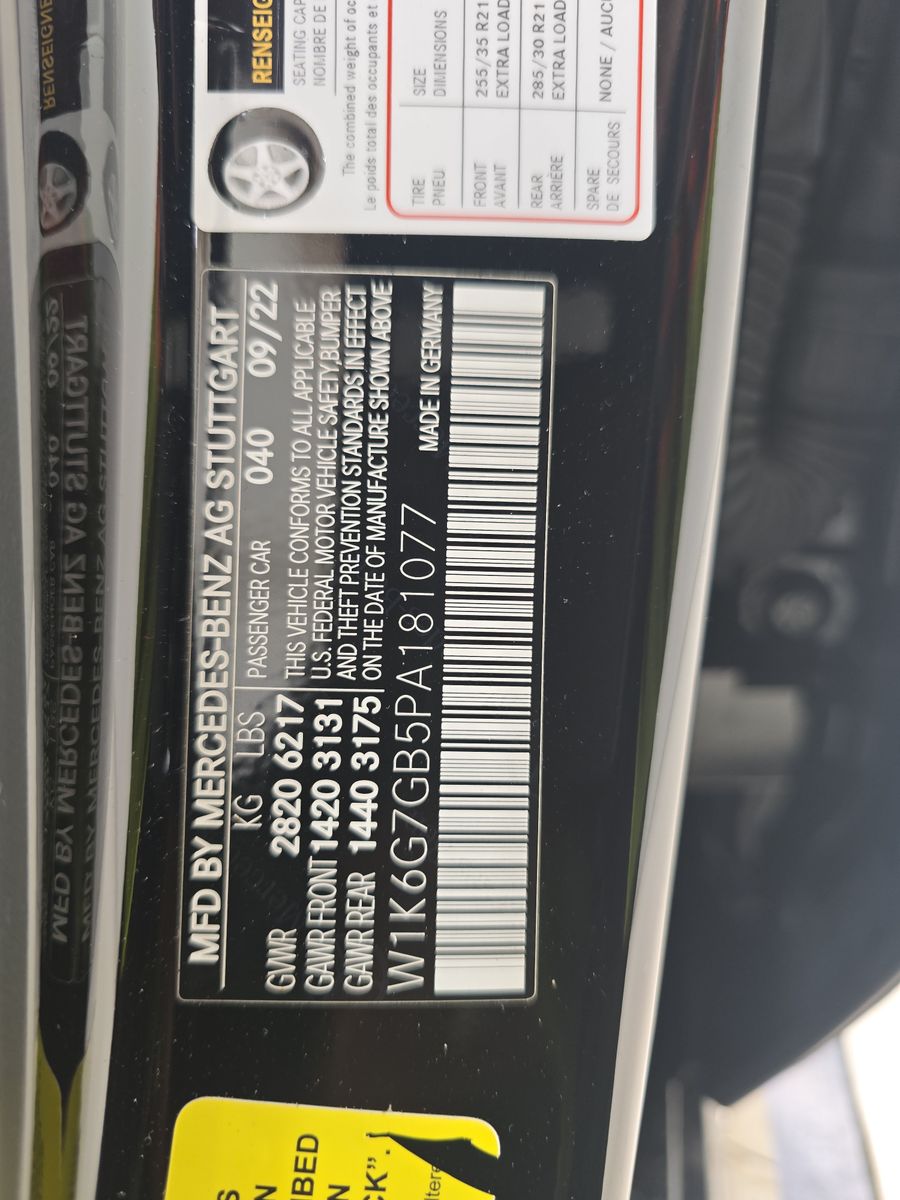 MFD BY MERCEDES-BENZ AG STUTTGART
KG LBS PASSENGER CAR 040 09/22
GVWR 2820 6217
GAWR FRONT 1420 3131
GAWR REAR 1440 3175
THIS VEHICLE CONFORMS TO ALL APPLICABLE
U.S. FEDERAL MOTOR VEHICLE SAFETY,BUMPER
AND THEFT PREVENTION STANDARDS IN EFFECT
ON THE DATE OF MANUFACTURE SHOWN ABOVE
W1K6G7GB5PA181077 MADE IN GERMANY
RENSEIG
SEATING CAP
NOMBRE DE
The combined weight of oc
Le poids total des occupants et
TIRE SIZE
PNEU DIMENSIONS
FRONT 255/35 R21
AVANT EXTRA LOAD
REAR 285/30 R21
ARRIÈRE EXTRA LOAD
SPARE NONE / AUCU
DE SECOURS
S
EN
IBED
N
CK”.
ltere